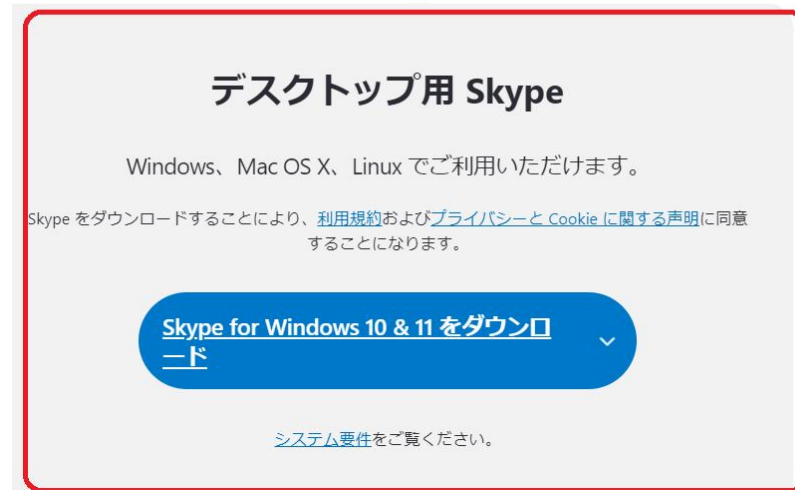 デスクトップ用 Skype
Windows、Mac OS X、Linux でご利用いただけます。
Skype をダウンロードすることにより、利用規約およびプライバシーと Cookie に関する声明に同意
することになります。
Skype for Windows 10 & 11 をダウンロ
ード
システム要件をご覧ください。